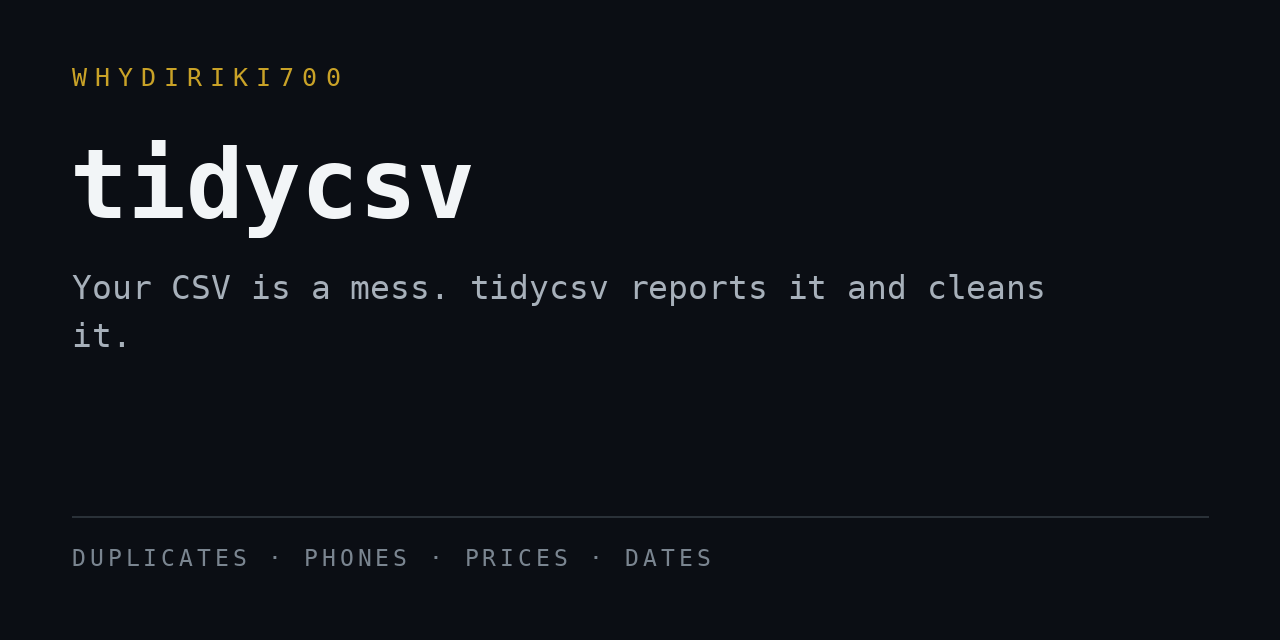 WHYDIRIKI700
tidycsv
Your CSV is a mess. tidycsv reports it and cleans
it.
DUPLICATES · PHONES · PRICES · DATES